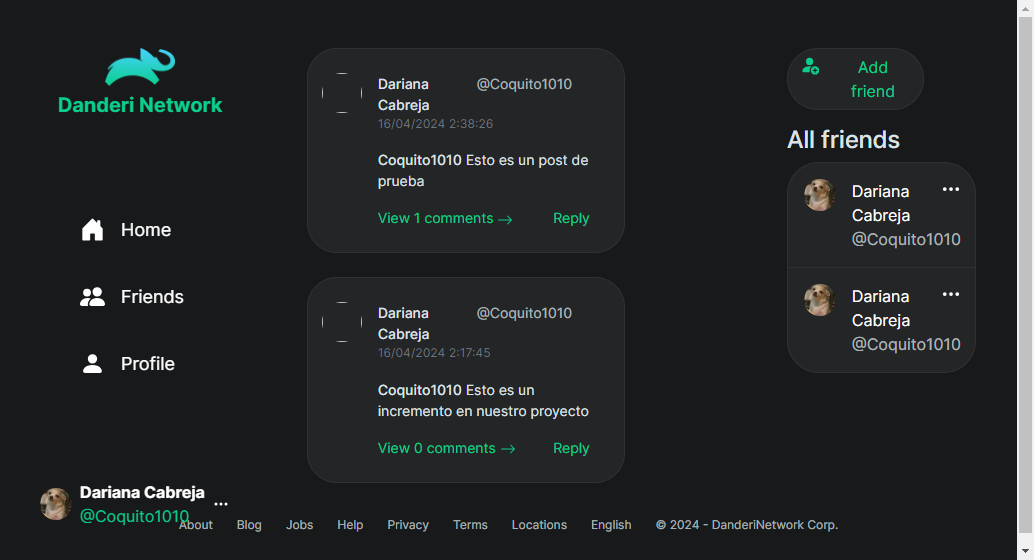 Danderi Network
Home
Friends
Profile
Dariana Cabreja
@Coquito1010
Dariana
Cabreja
@Coquito1010
16/04/2024 2:38:26
Coquito1010 Esto es un post de
prueba
View 1 comments
Reply
Dariana
Cabreja
@Coquito1010
16/04/2024 2:17:45
Coquito1010 Esto es un
incremento en nuestro proyecto
View 0 comments
Reply
Add
friend
All friends
Dariana
Cabreja
@Coquito1010
Dariana
Cabreja
@Coquito1010
About Blog Jobs Help Privacy Terms Locations English © 2024 - DanderiNetwork Corp.